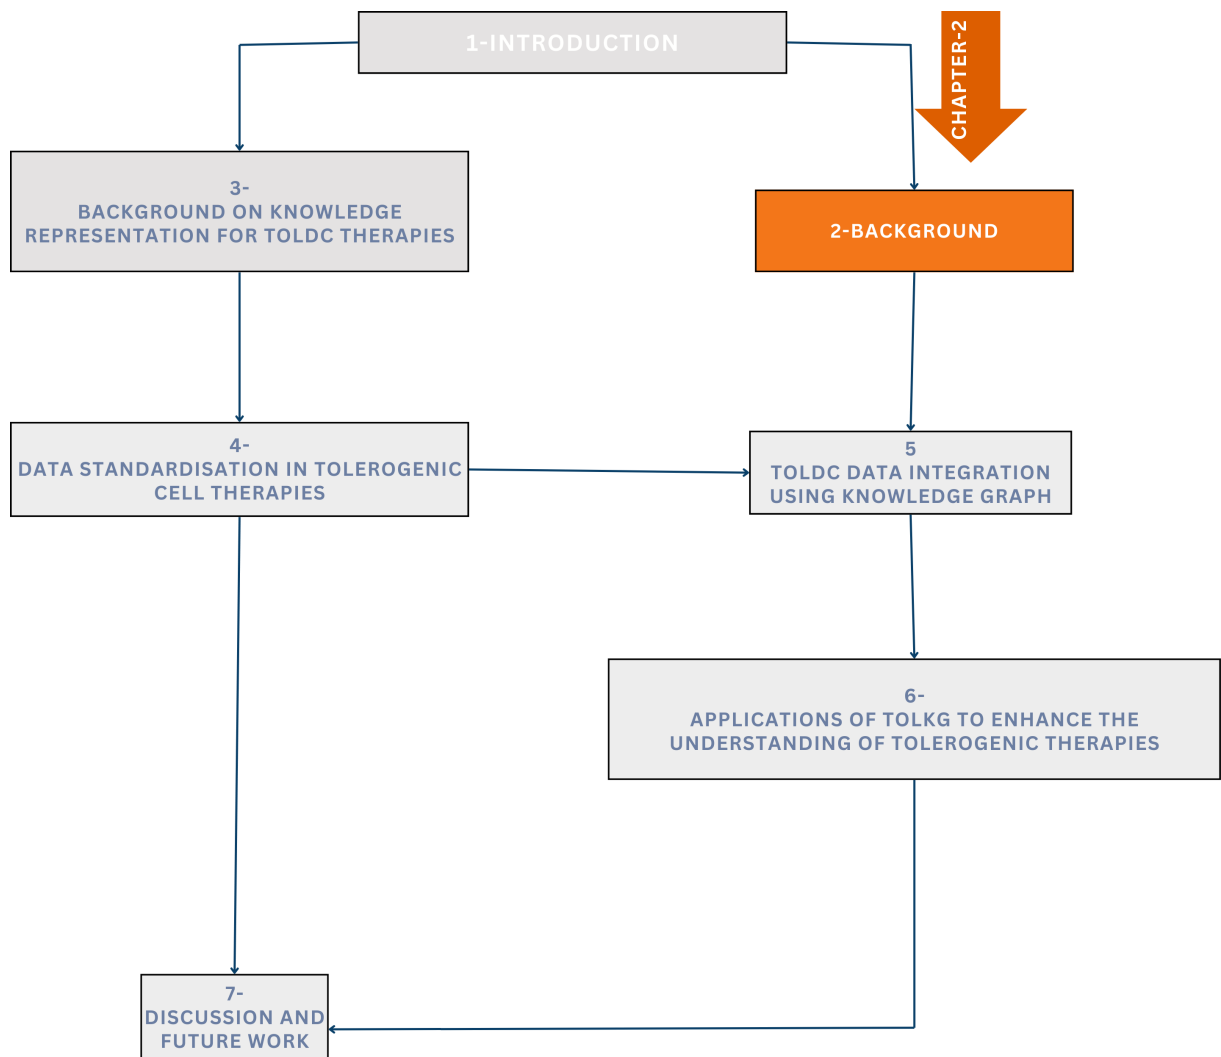 1-INTRODUCTION
CHAPTER-2
3-
BACKGROUND ON KNOWLEDGE
REPRESENTATION FOR TOLDC THERAPIES
2-BACKGROUND
4-
DATA STANDARDISATION IN TOLEROGENIC
CELL THERAPIES
5
TOLDC DATA INTEGRATION
USING KNOWLEDGE GRAPH
6-
APPLICATIONS OF TOLKG TO ENHANCE THE
UNDERSTANDING OF TOLEROGENIC THERAPIES
7-
DISCUSSION AND
FUTURE WORK